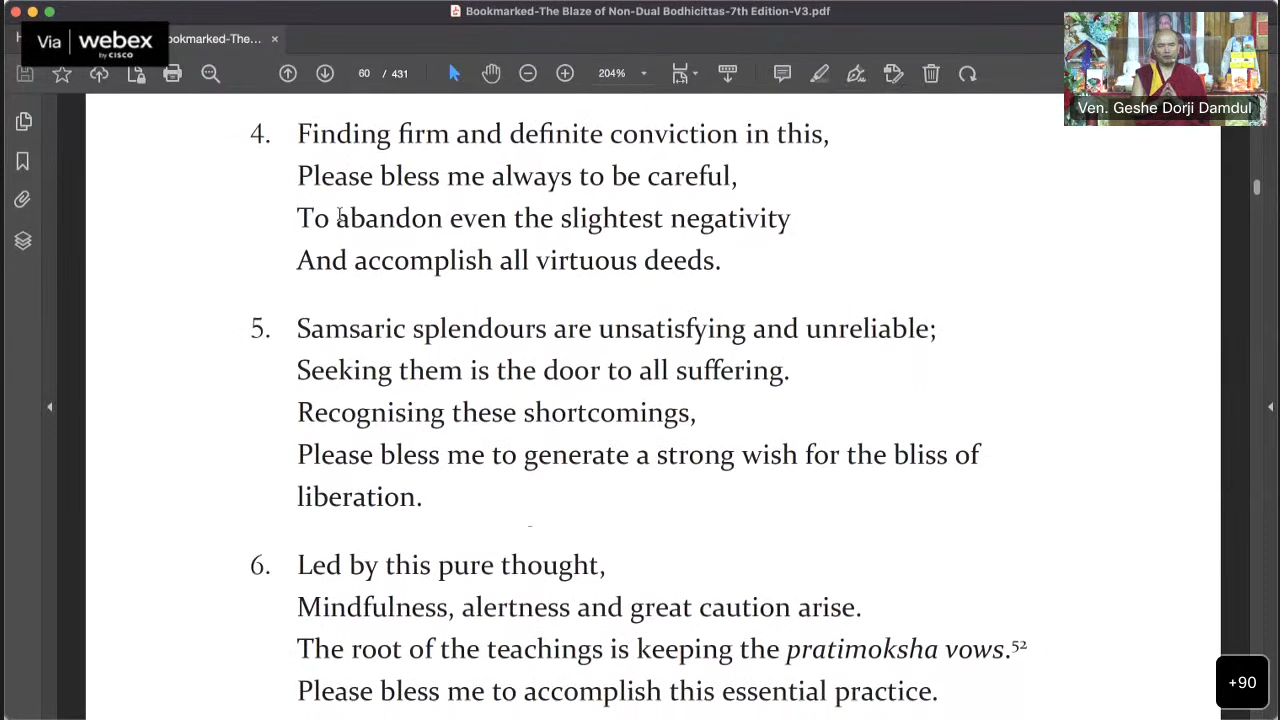 Bookmarked-The Blaze of Non-Dual Bodhicittas-7th Edition-V3.pdf
Via webex
by CISCO
ookmarked-The...
60 / 431
204%
Ven. Geshe Dorji Damdul
4. Finding firm and definite conviction in this,
Please bless me always to be careful,
To abandon even the slightest negativity
And accomplish all virtuous deeds.
5. Samsaric splendours are unsatisfying and unreliable;
Seeking them is the door to all suffering.
Recognising these shortcomings,
Please bless me to generate a strong wish for the bliss of
liberation.
6. Led by this pure thought,
Mindfulness, alertness and great caution arise.
The root of the teachings is keeping the pratimoksha vows.52
Please bless me to accomplish this essential practice.
+90